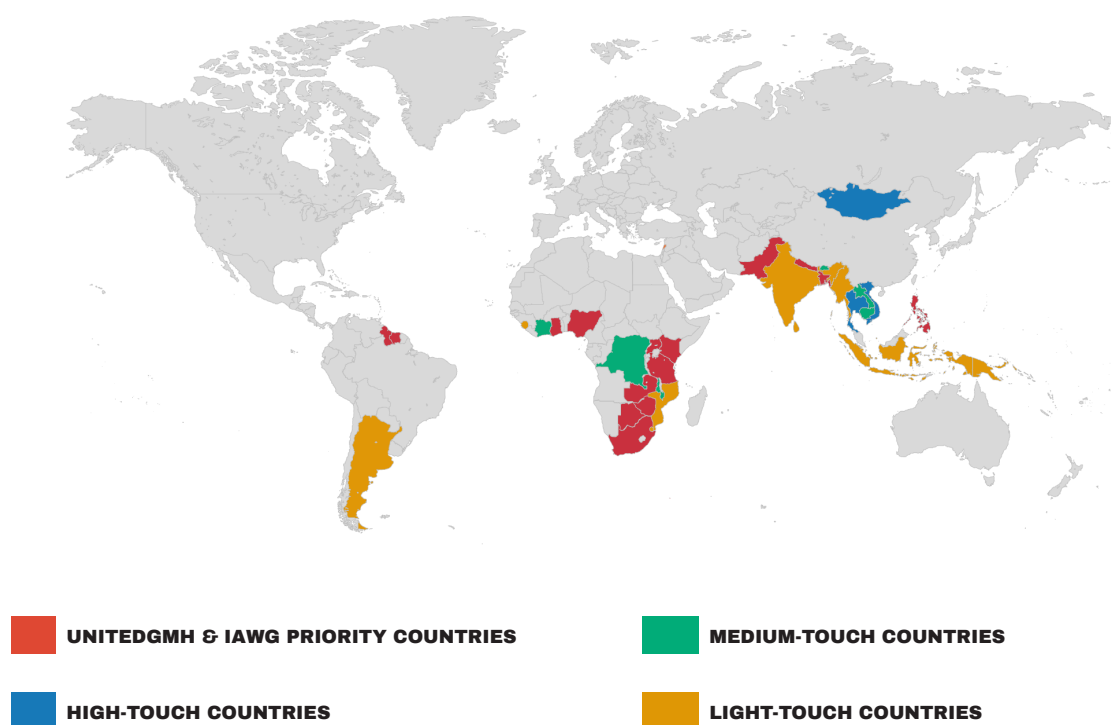 UNITEDGMH & IAWG PRIORITY COUNTRIES
MEDIUM-TOUCH COUNTRIES
HIGH-TOUCH COUNTRIES
LIGHT-TOUCH COUNTRIES